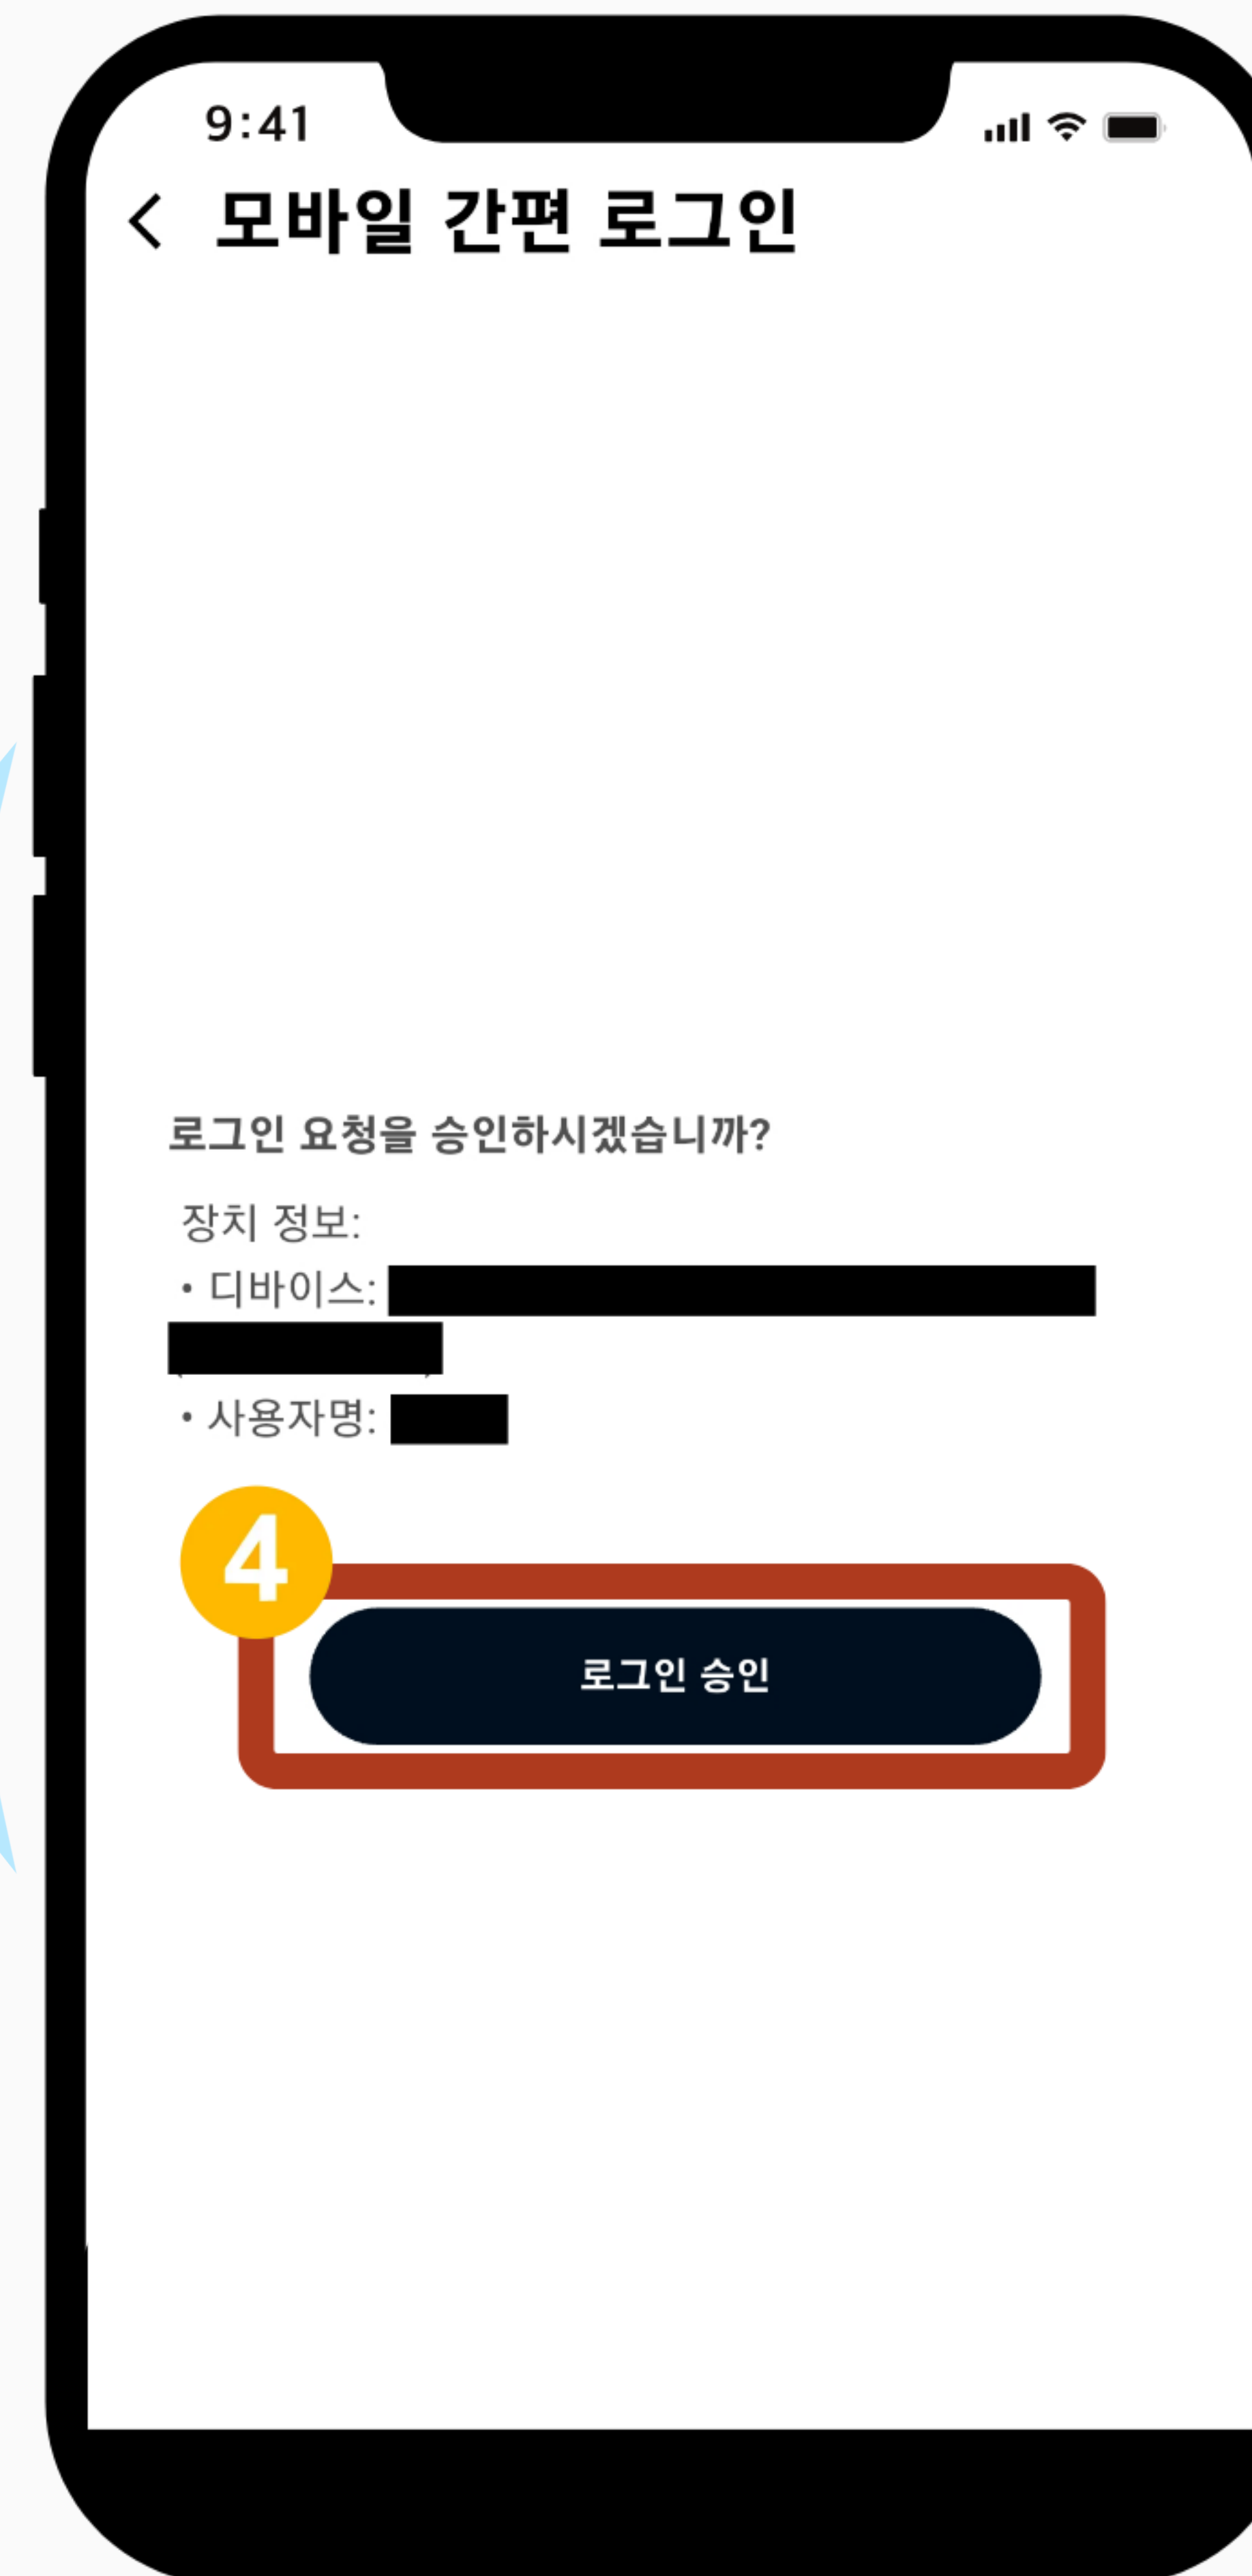 9:41
모바일 간편 로그인
로그인 요청을 승인하시겠습니까?
장치 정보:
• 디바이스:
• 사용자명:
4
로그인 승인